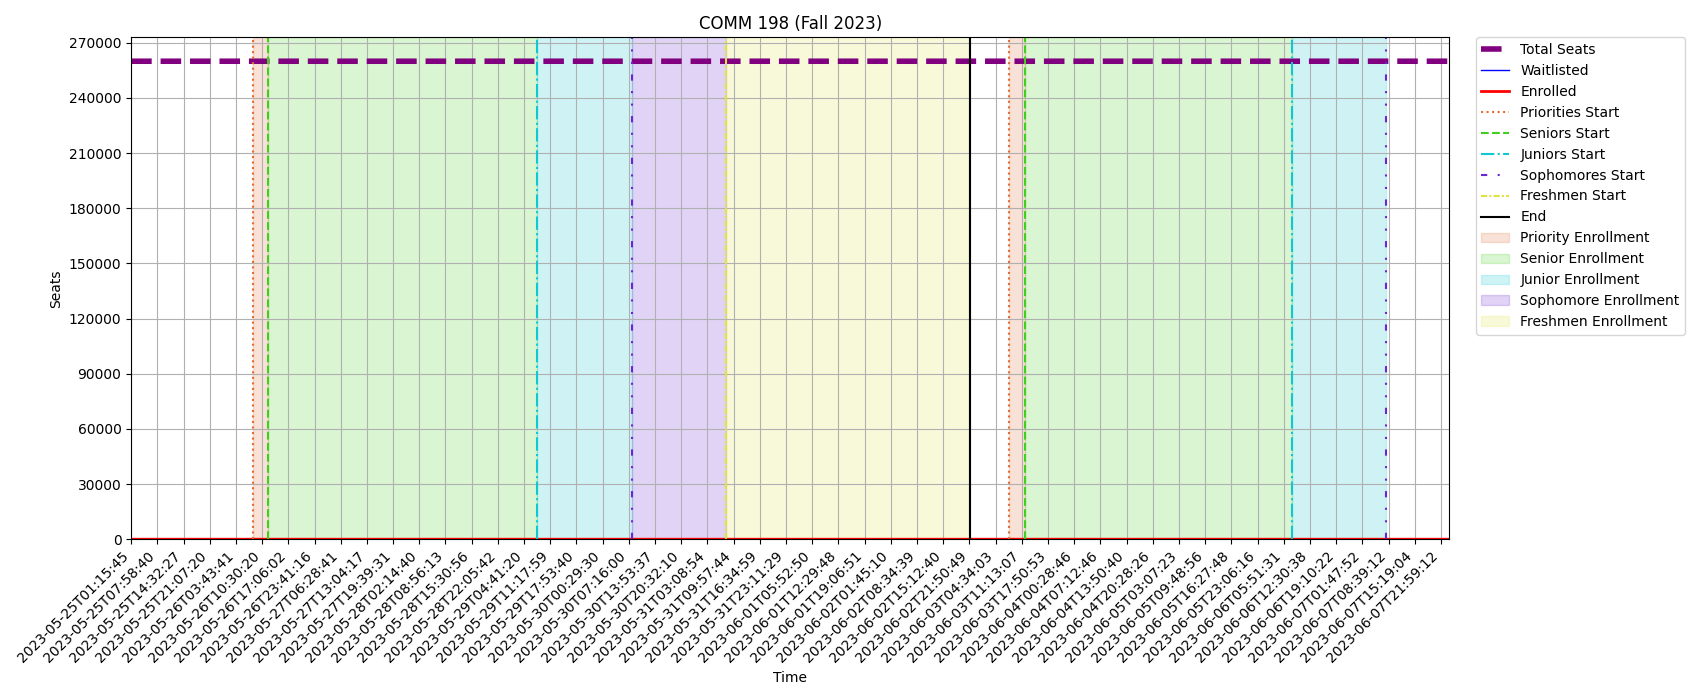 COMM 198 (Fall 2023)
270000
240000
210000
180000
150000
120000
90000
60000
30000
0
Seats
2023-05-25T01:15:45
2023-05-25T07:58:40
2023-05-25T14:32:27
2023-05-25T21:07:20
2023-05-26T03:43:41
2023-05-26T10:30:20
2023-05-26T17:06:02
2023-05-26T23:41:16
2023-05-27T06:28:41
2023-05-27T13:04:17
2023-05-27T19:39:31
2023-05-28T02:14:40
2023-05-28T08:56:13
2023-05-28T15:30:56
2023-05-28T22:05:42
2023-05-29T04:41:20
2023-05-29T11:17:59
2023-05-29T17:53:40
2023-05-30T00:29:30
2023-05-30T07:16:00
2023-05-30T13:53:37
2023-05-30T20:32:10
2023-05-31T03:08:54
2023-05-31T09:57:44
2023-05-31T16:34:59
2023-05-31T23:11:29
2023-06-01T05:52:50
2023-06-01T12:29:48
2023-06-01T19:06:51
2023-06-02T01:45:10
2023-06-02T08:34:39
2023-06-02T15:12:40
2023-06-02T21:50:49
2023-06-03T04:34:03
2023-06-03T11:13:07
2023-06-03T17:50:53
2023-06-04T00:28:46
2023-06-04T07:12:46
2023-06-04T13:50:40
2023-06-04T20:28:26
2023-06-05T03:07:23
2023-06-05T09:48:56
2023-06-05T16:27:48
2023-06-05T23:06:16
2023-06-06T05:51:31
2023-06-06T12:30:38
2023-06-06T19:10:22
2023-06-07T01:47:52
2023-06-07T08:39:12
2023-06-07T15:19:04
2023-06-07T21:59:12
Time
Total Seats
Waitlisted
Enrolled
Priorities Start
Seniors Start
Juniors Start
Sophomores Start
Freshmen Start
End
Priority Enrollment
Senior Enrollment
Junior Enrollment
Sophomore Enrollment
Freshmen Enrollment